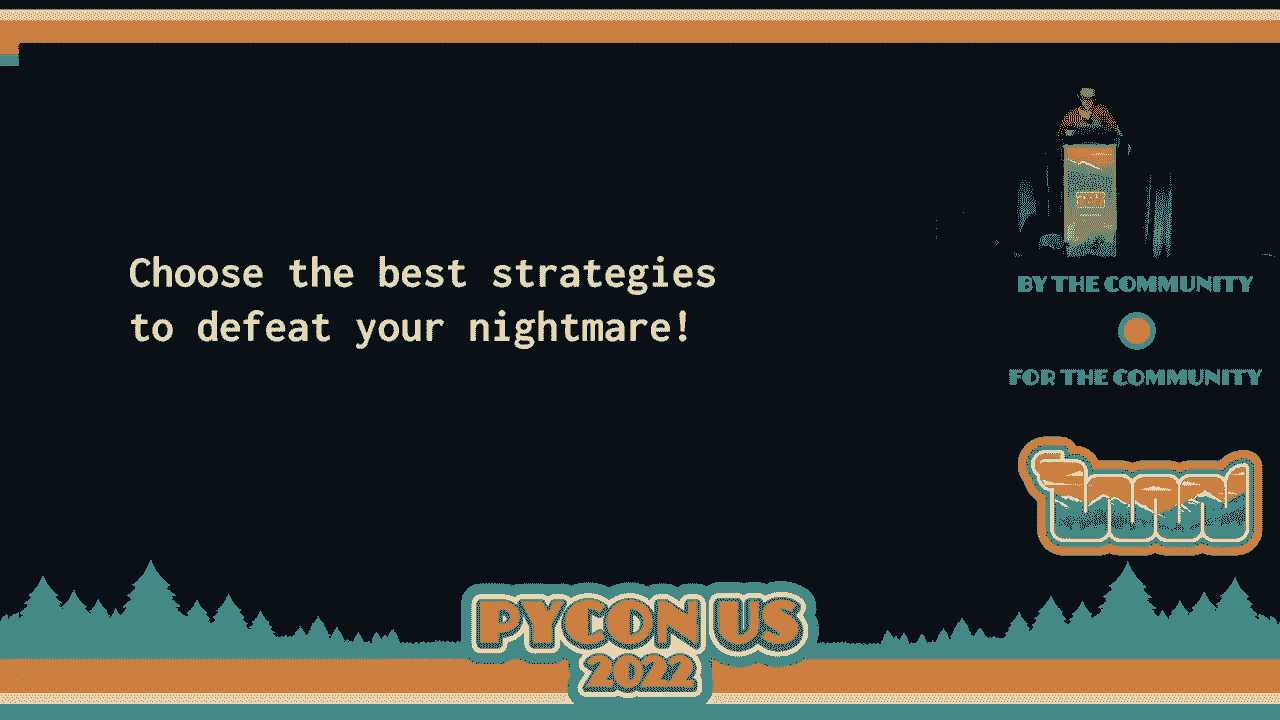 Choose the best strategies
to defeat your nightmare!
BY THE COMMUNITY
FOR THE COMMUNITY
PYCON US
2022